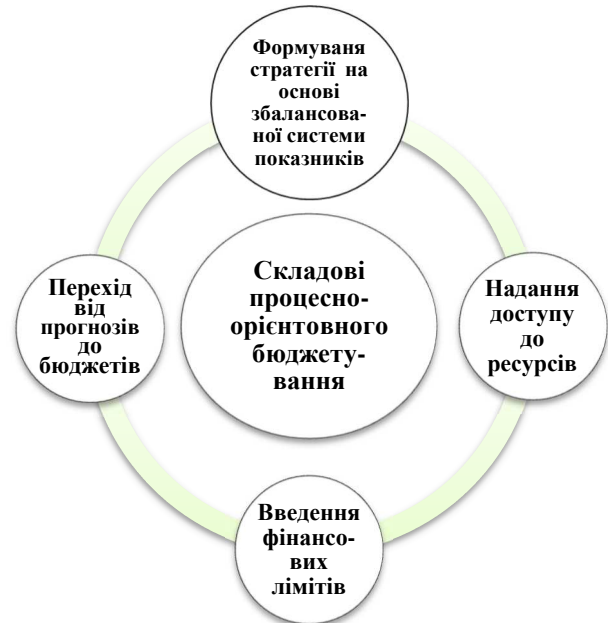 Формуваня
стратегії на
основі
збалансова-
ної системи
показників
Складові
процесно-
орієнтовного
бюджету-
вання
Перехід
від
прогнозів
до
бюджетів
Надання
доступу
до
ресурсів
Введення
фінансо-
вих
лімітів